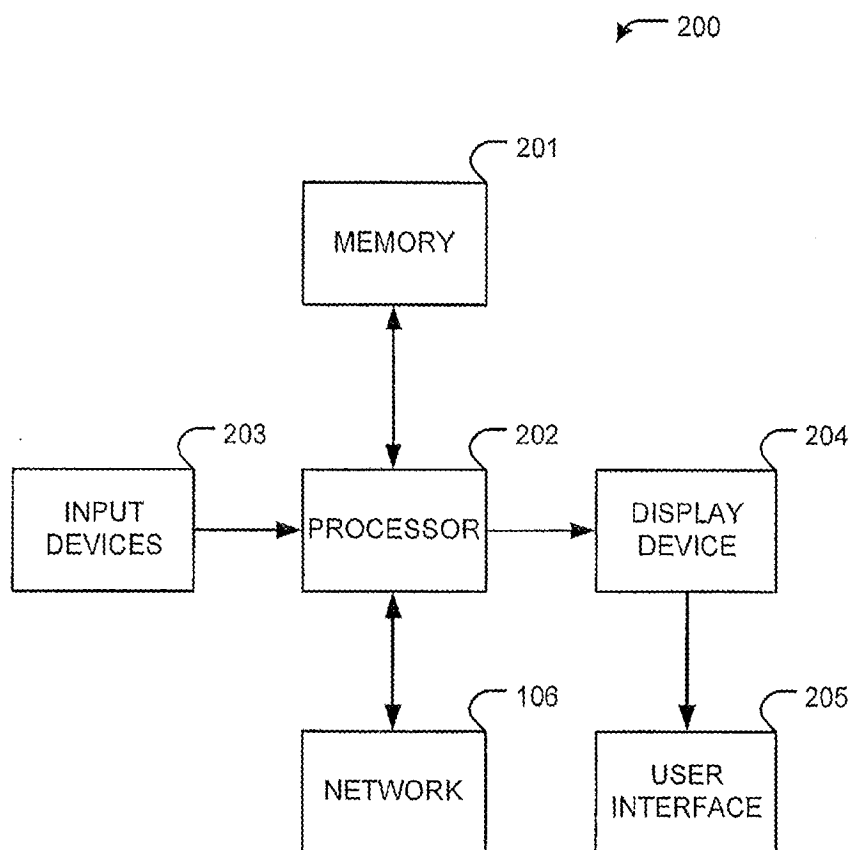 200
201
MEMORY
203
202
204
INPUT
DEVICES
PROCESSOR
DISPLAY
DEVICE
106
205
NETWORK
USER
INTERFACE